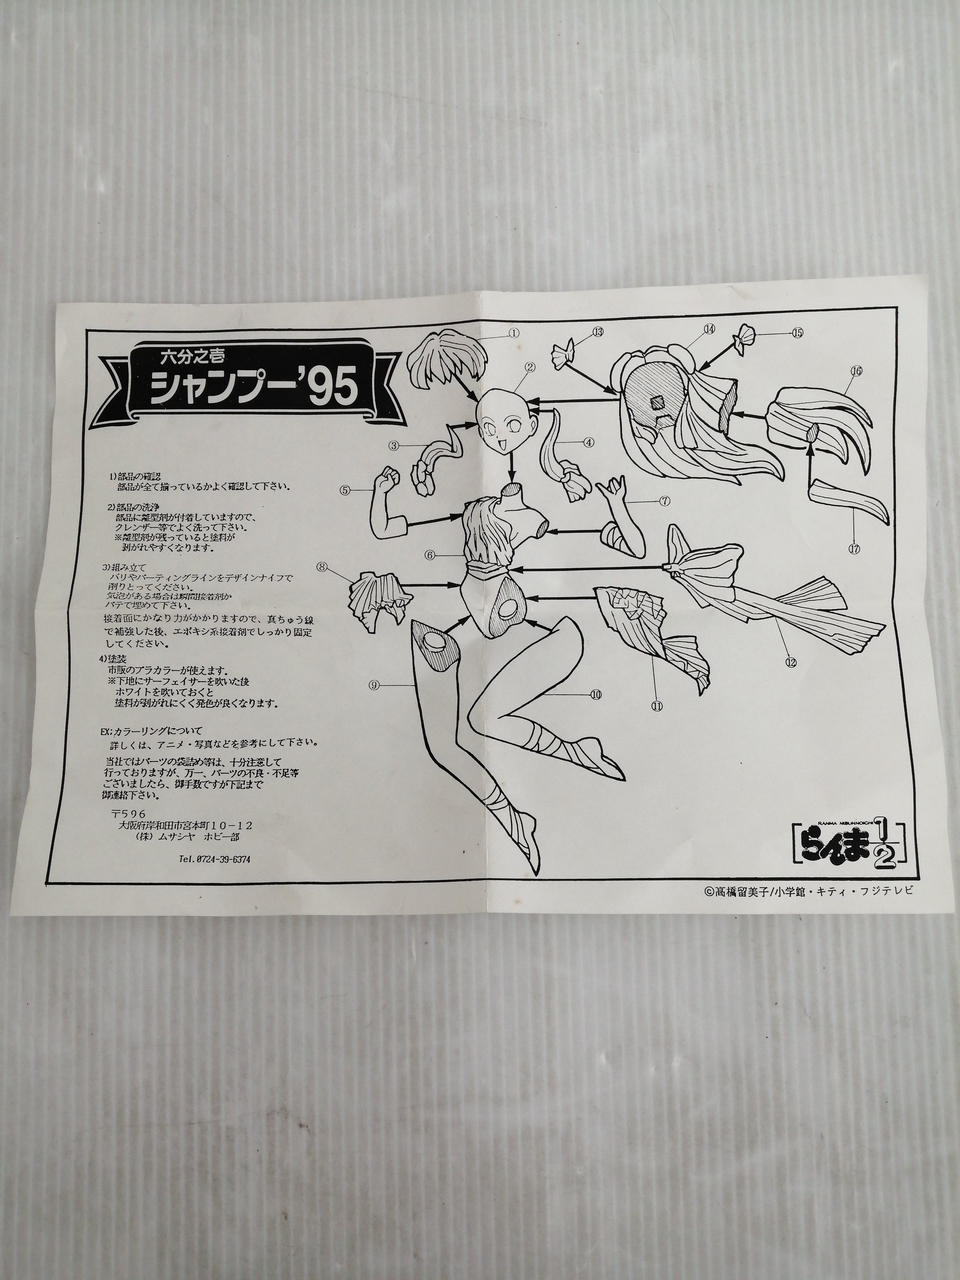 六分之壱
シャンプー'95
1)部品の確認
部品が全て揃っているかよく確認して下さい。
2)部品の洗浄
部品に離型剤が付着していますので、
クレンザー等でよく洗って下さい。
※離型剤が残っていると塗料が
剥がれやすくなります。
3)組み立て
バリやパーティングラインをデザインナイフで
削りとってください。
気泡がある場合は瞬間接着剤か
パテで埋めて下さい。
接着面にかなり力がかかりますので、真ちゅう線
で補強した後、エポキシ系接着剤でしっかり固定
してください。
4)塗装
市販のプラカラーが使えます。
※下地にサーフェイサーを吹いた後
ホワイトを吹いておくと
塗料が剥がれにくく発色が良くなります。
EX;カラーリングについて
詳しくは、アニメ・写真などを参考にして下さい。
当社ではパーツの袋詰め等は、十分注意して
行っておりますが、万一、パーツの不良・不足等
ございましたら、御手数ですが下記まで
御連絡下さい。
〒596
大阪府岸和田市宮本町10-12
(株)ムサシヤ ホビー部
Tel.0724-39-6374
①
②
③
④
⑤
⑥
⑦
⑧
⑨
⑩
⑪
⑫
⑬
⑭
⑮
⑯
⑰
RANMA NIBUNNOICHI
らんま1/2
©高橋留美子/小学館・キティ・フジテレビ